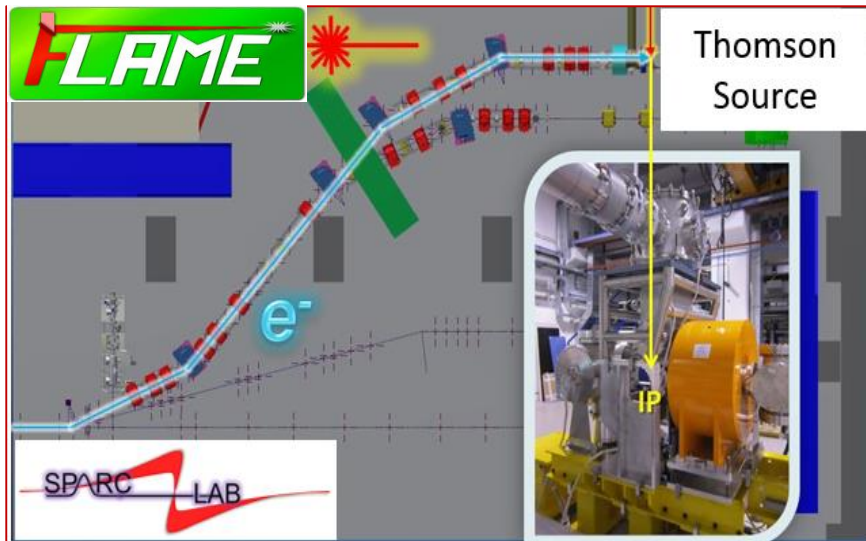 FLAME
Thomson
Source
e-
IP
SPARC
LAB